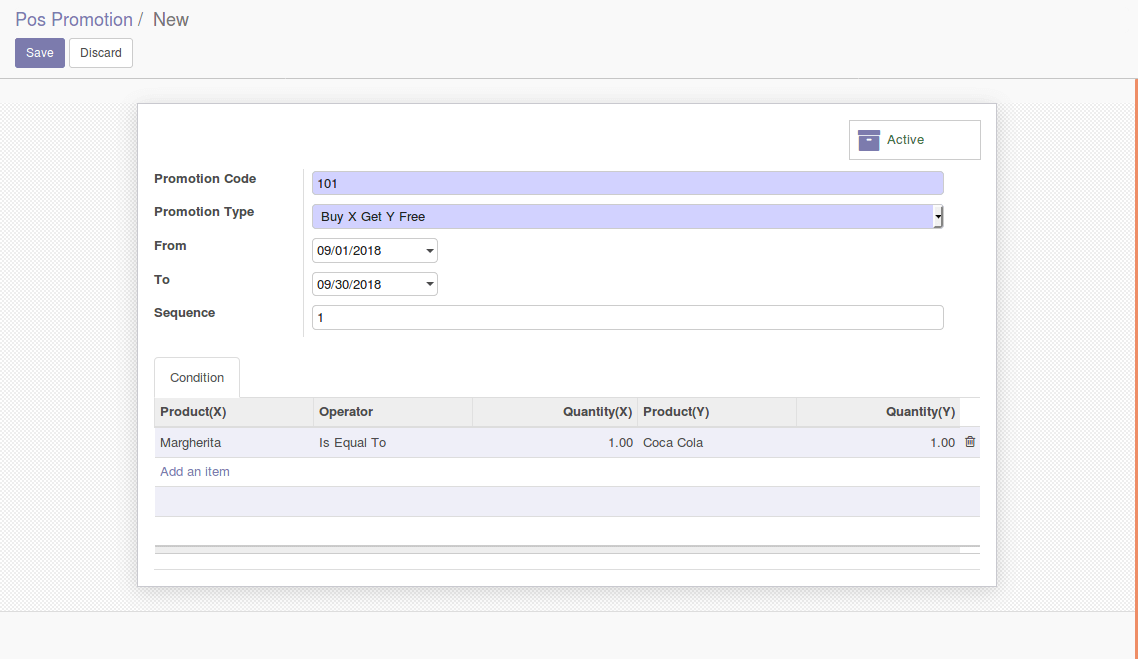 Pos Promotion / New
Save Discard
Active
Promotion Code 101
Promotion Type Buy X Get Y Free
From 09/01/2018
To 09/30/2018
Sequence 1
Condition
Product(X) Operator Quantity(X) Product(Y) Quantity(Y)
Margherita Is Equal To 1.00 Coca Cola 1.00
Add an item